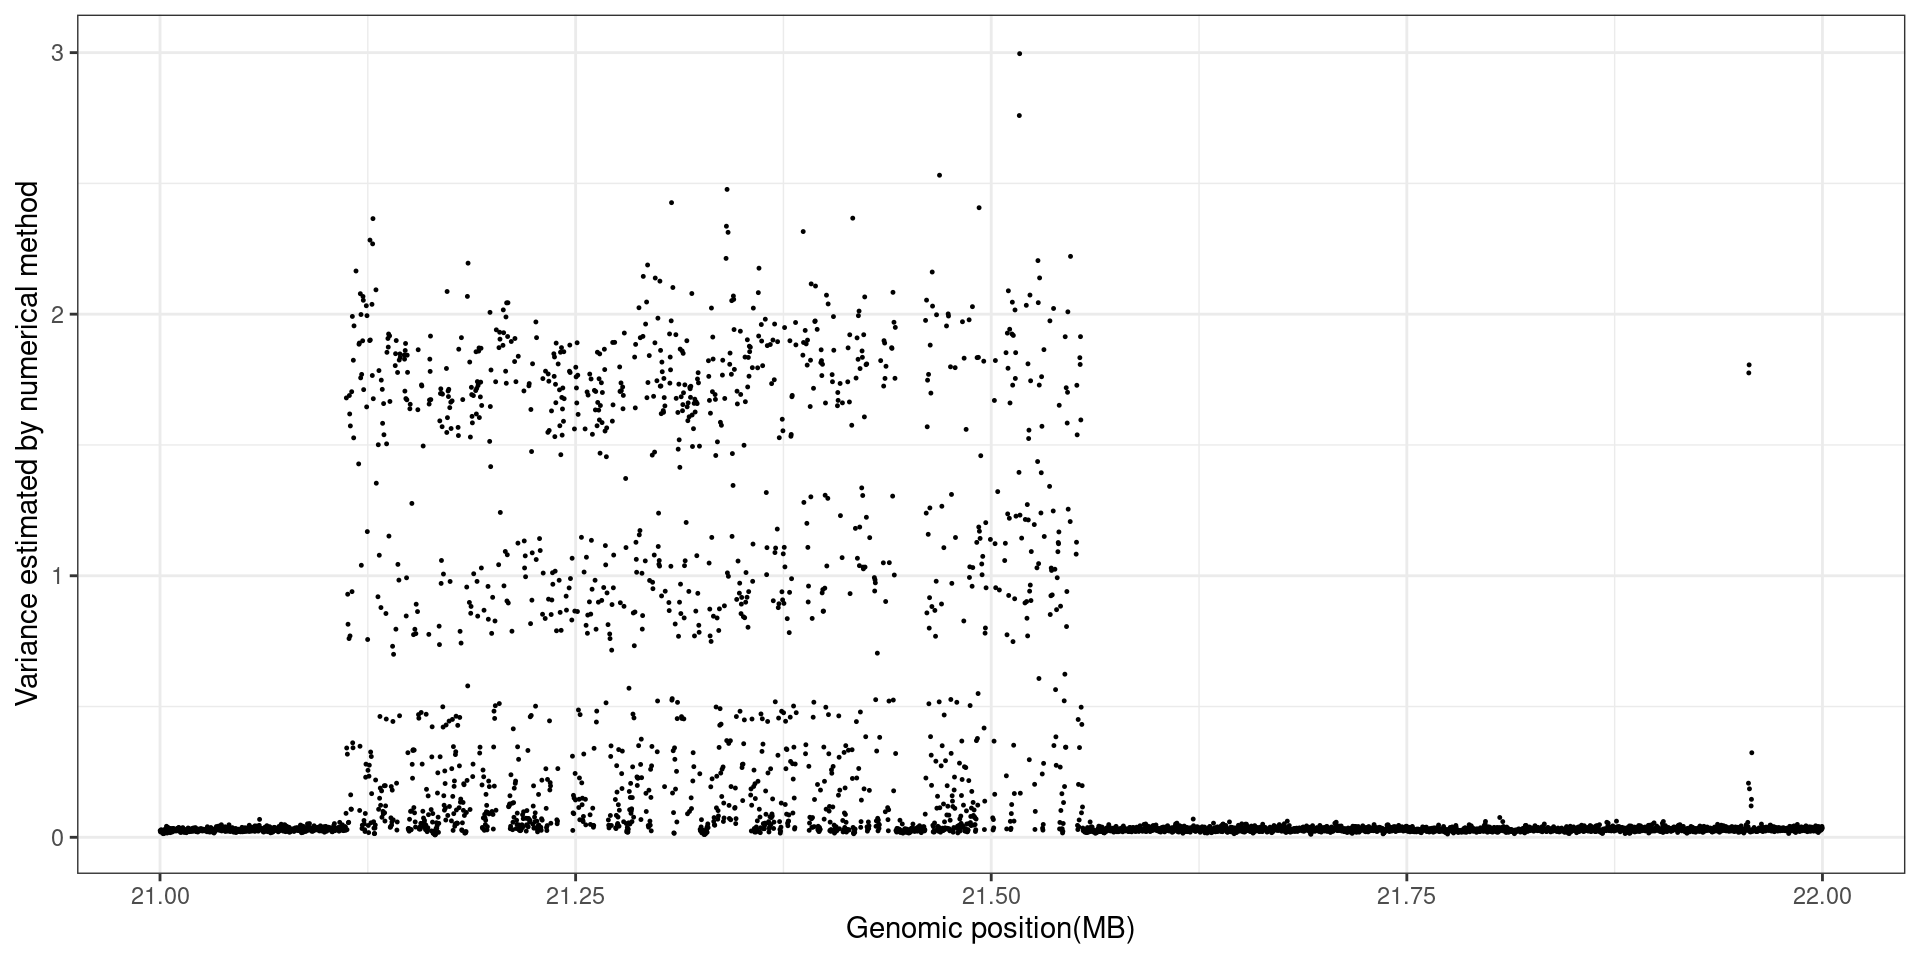 Variance estimated by numerical method
3
2
1
0
21.00 21.25 21.50 21.75 22.00
Genomic position(MB)